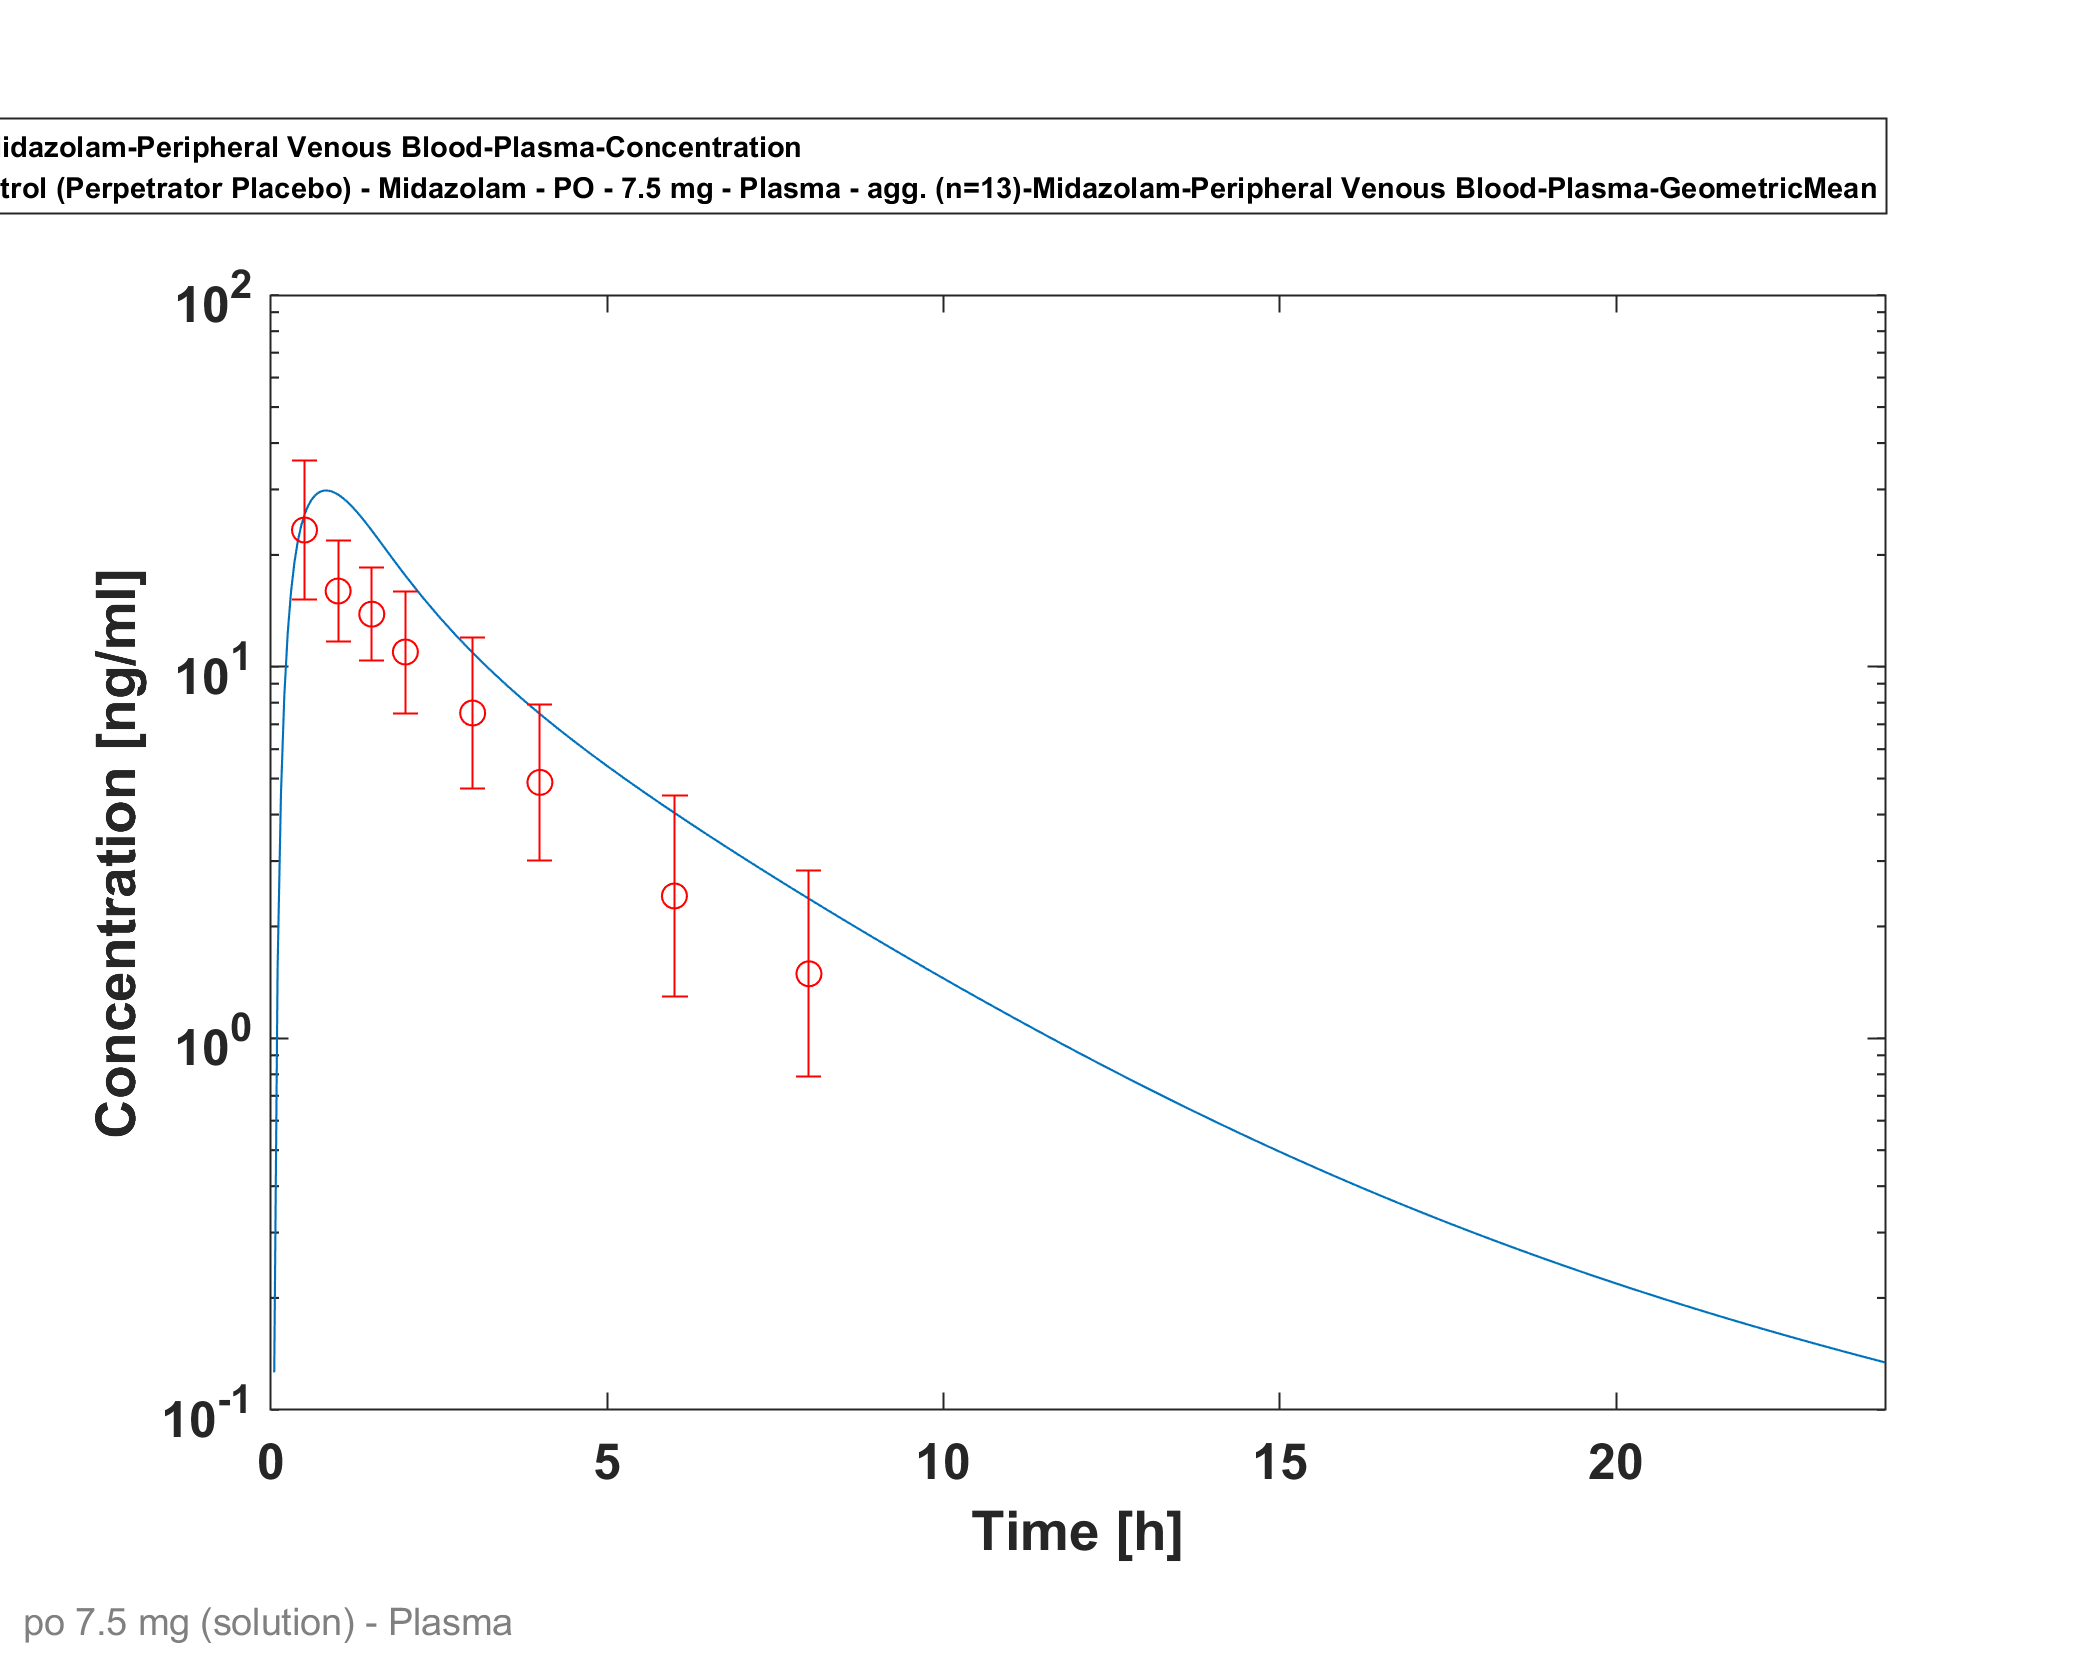 idazolam-Peripheral Venous Blood-Plasma-Concentration
trol (Perpetrator Placebo) - Midazolam - PO - 7.5 mg - Plasma - agg. (n=13)-Midazolam-Peripheral Venous Blood-Plasma-GeometricMean
10^2
10^1
10^0
10^-1
Concentration [ng/ml]
0 5 10 15 20
Time [h]
po 7.5 mg (solution) - Plasma